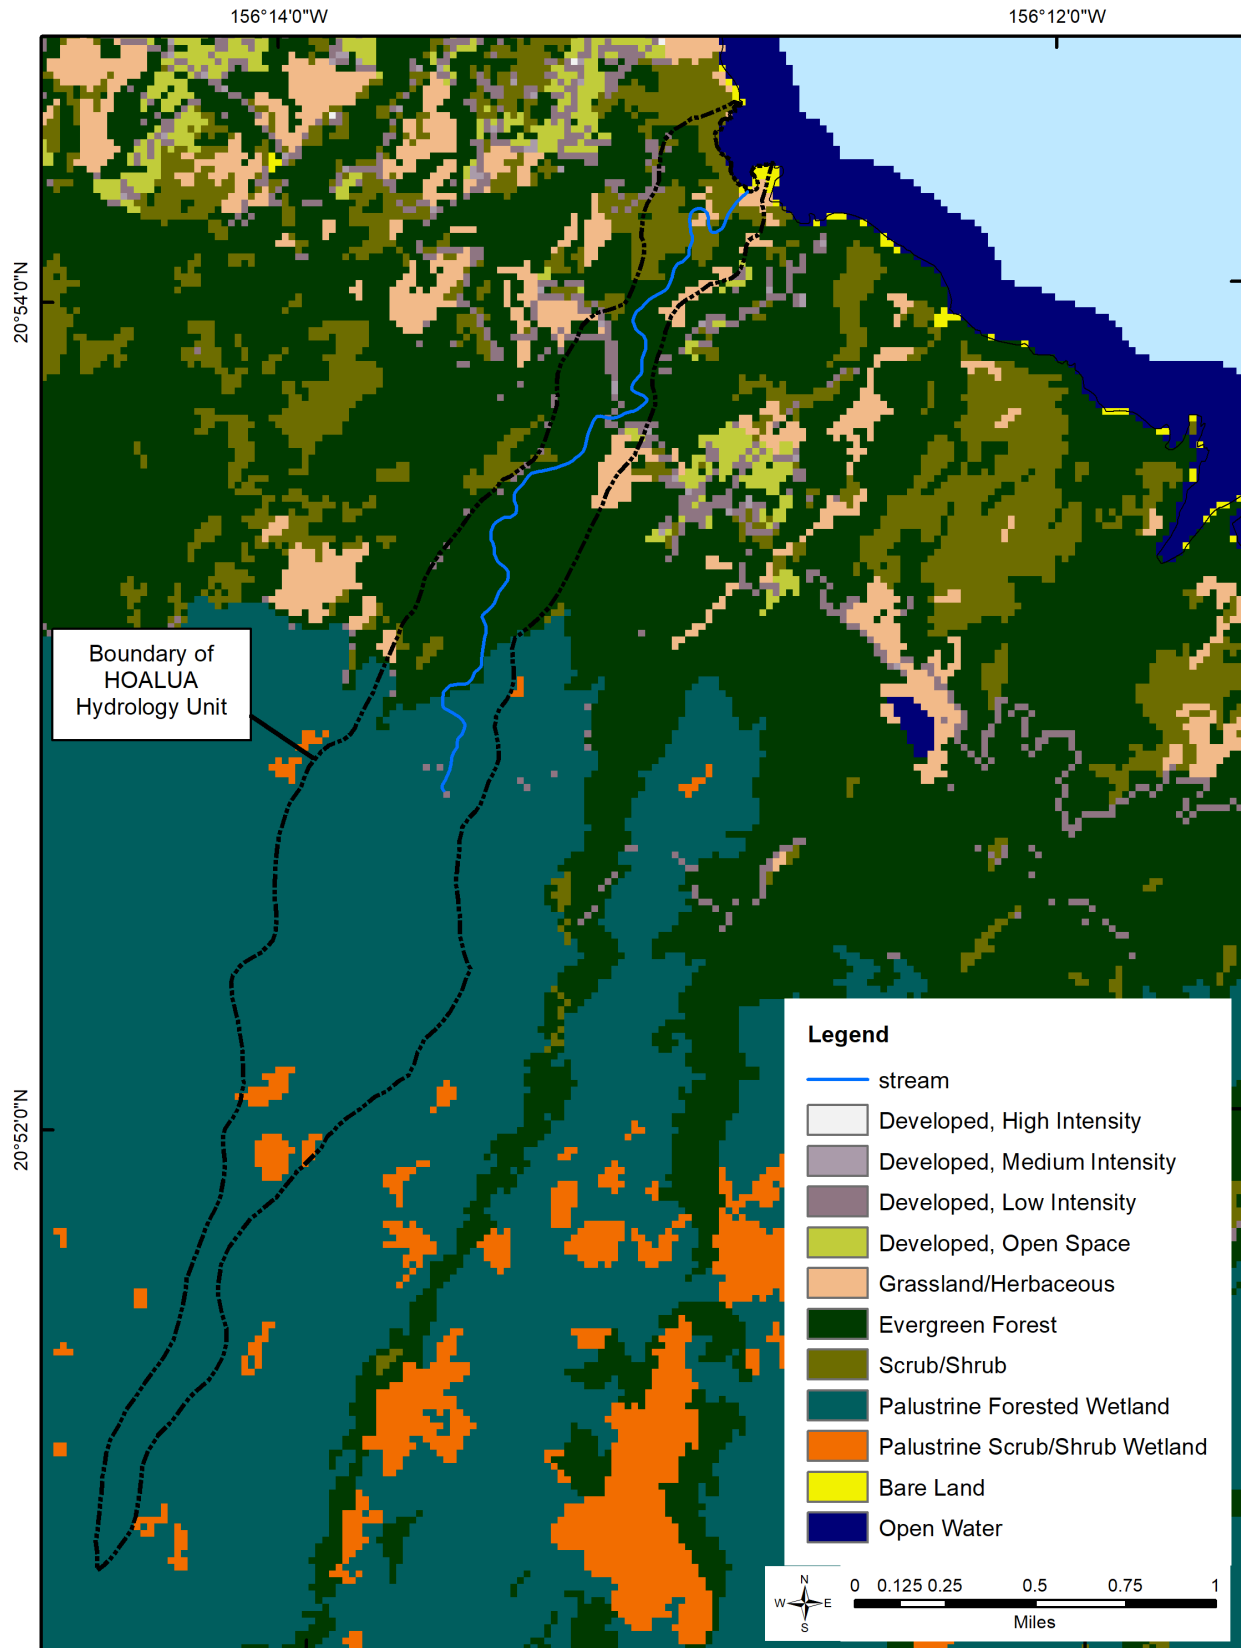 156°14'0"W
156°12'0"W
20°54'0"N
Boundary of
HOALUA
Hydrology Unit
20°52'0"N
Legend
stream
Developed, High Intensity
Developed, Medium Intensity
Developed, Low Intensity
Developed, Open Space
Grassland/Herbaceous
Evergreen Forest
Scrub/Shrub
Palustrine Forested Wetland
Palustrine Scrub/Shrub Wetland
Bare Land
Open Water
N
W E
S
0 0.125 0.25 0.5 0.75 1
Miles